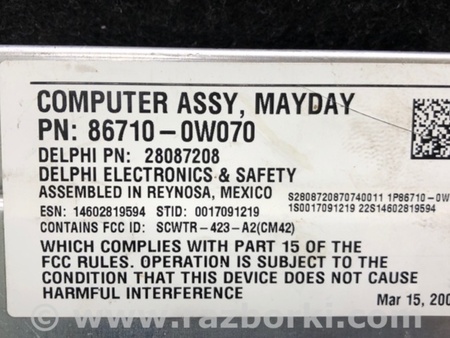 COMPUTER ASSY, MAYDAY
PN: 86710-0W070
DELPHI PN: 28087208
DELPHI ELECTRONICS & SAFETY
ASSEMBLED IN REYNOSA, MEXICO
S2808720870740011 1P86710-0W
ESN: 14602819594 STID: 0017091219
1S0017091219 22S14602819594
CONTAINS FCC ID: SCWTR-423-A2(CM42)
WHICH COMPLIES WITH PART 15 OF THE
FCC RULES. OPERATION IS SUBJECT TO THE
CONDITION THAT THIS DEVICE DOES NOT CAUSE
HARMFUL INTERFERENCE
Mar 15, 200
www.razborki.com